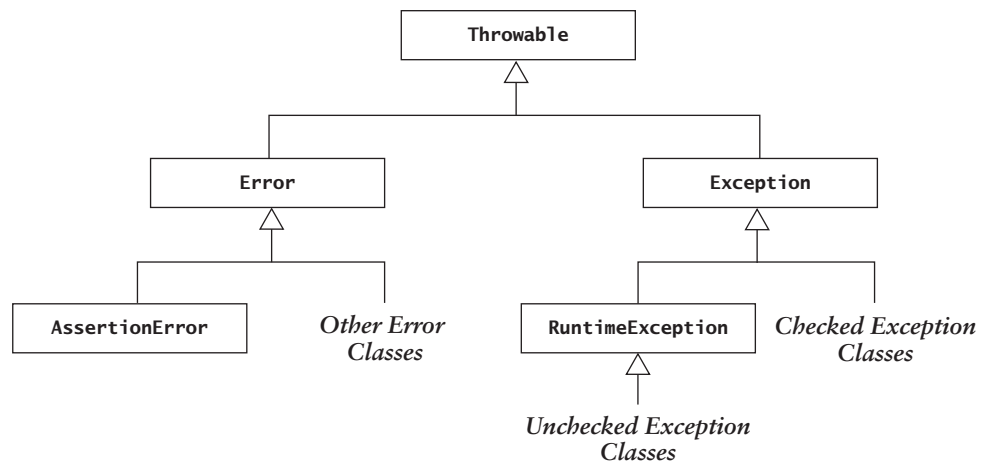 Throwable
Error
Exception
AssertionError
Other Error
Classes
RuntimeException
Checked Exception
Classes
Unchecked Exception
Classes